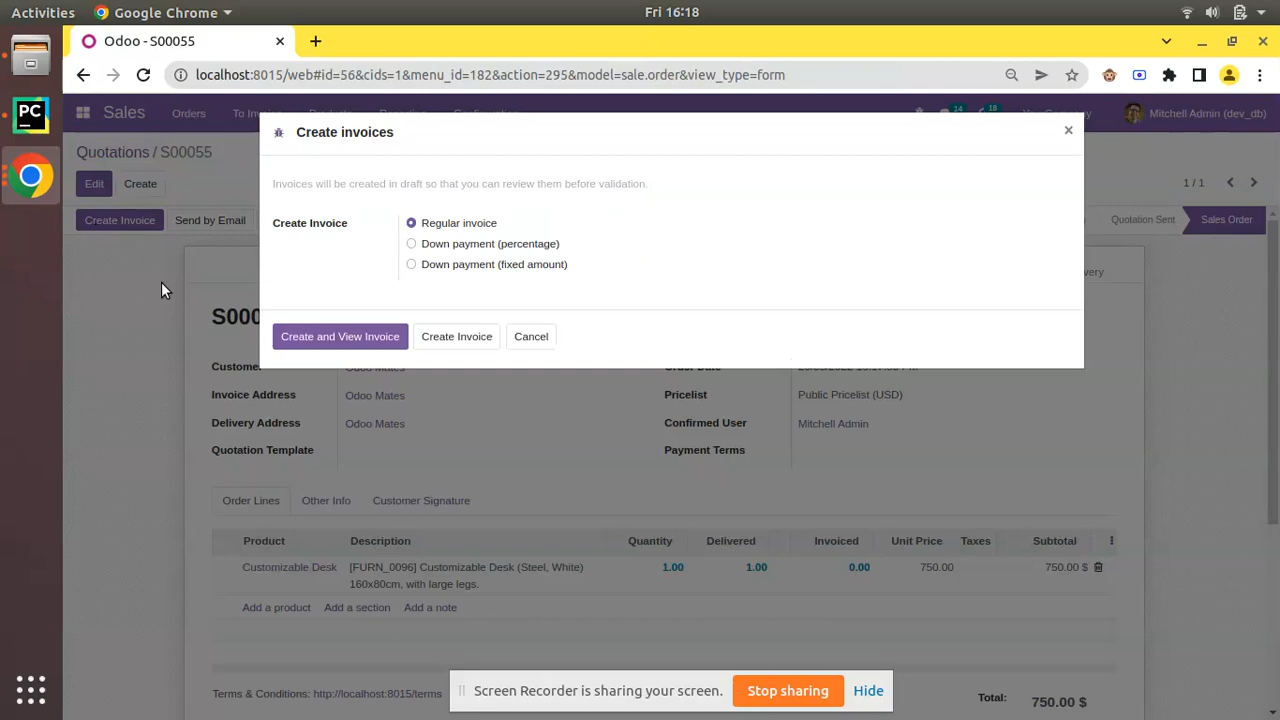 Activities
Google Chrome
Fri 16:18
Odoo - S00055
localhost:8015/web#id=56&cids=1&menu_id=182&action=295&model=sale.order&view_type=form
Sales
Orders
To Invoice
14
18
Mitchell Admin (dev_db)
Create invoices
Quotations / S00055
Edit
Create
1 / 1
Invoices will be created in draft so that you can review them before validation.
Create Invoice
Send by Email
Quotation Sent
Sales Order
Create Invoice
Regular invoice
Down payment (percentage)
Down payment (fixed amount)
Create and View Invoice
Create Invoice
Cancel
Invoice Address
Odoo Mates
Pricelist
Public Pricelist (USD)
Delivery Address
Odoo Mates
Confirmed User
Mitchell Admin
Quotation Template
Payment Terms
Order Lines
Other Info
Customer Signature
Product
Description
Quantity
Delivered
Invoiced
Unit Price
Taxes
Subtotal
Customizable Desk
[FURN_0096] Customizable Desk (Steel, White)
160x80cm, with large legs.
1.00
1.00
0.00
750.00
750.00 $
Add a product
Add a section
Add a note
Screen Recorder is sharing your screen.
Stop sharing
Hide
Terms & Conditions: http://localhost:8015/terms
Total:
750.00 $
PC